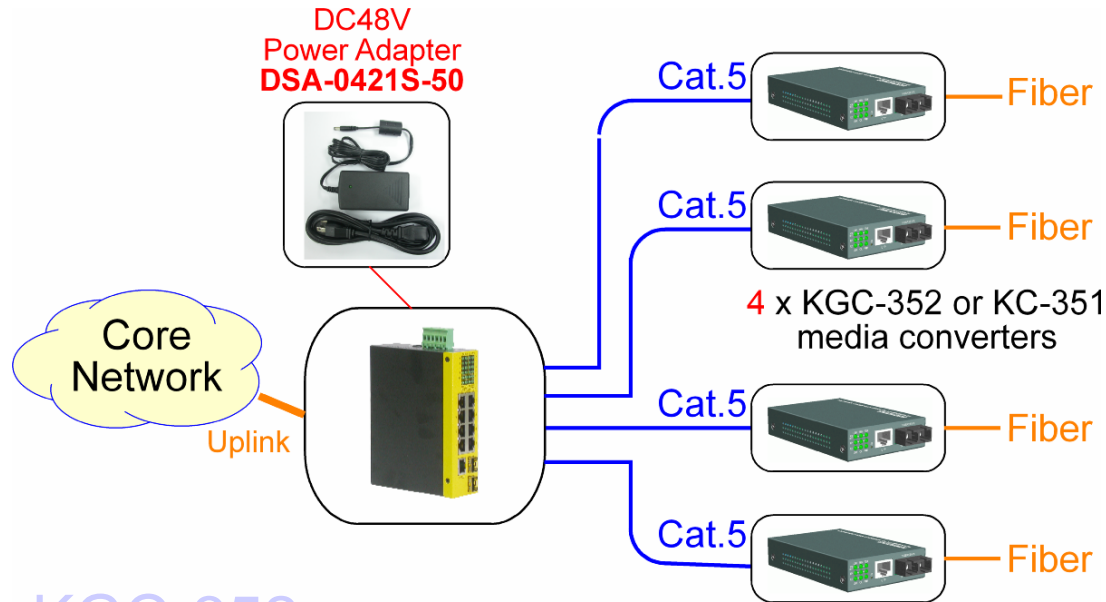 DC48V
Power Adapter
DSA-0421S-50
Cat.5
Fiber
Cat.5
Fiber
4 x KGC-352 or KC-351
media converters
Core
Network
Uplink
Cat.5
Fiber
Cat.5
Fiber